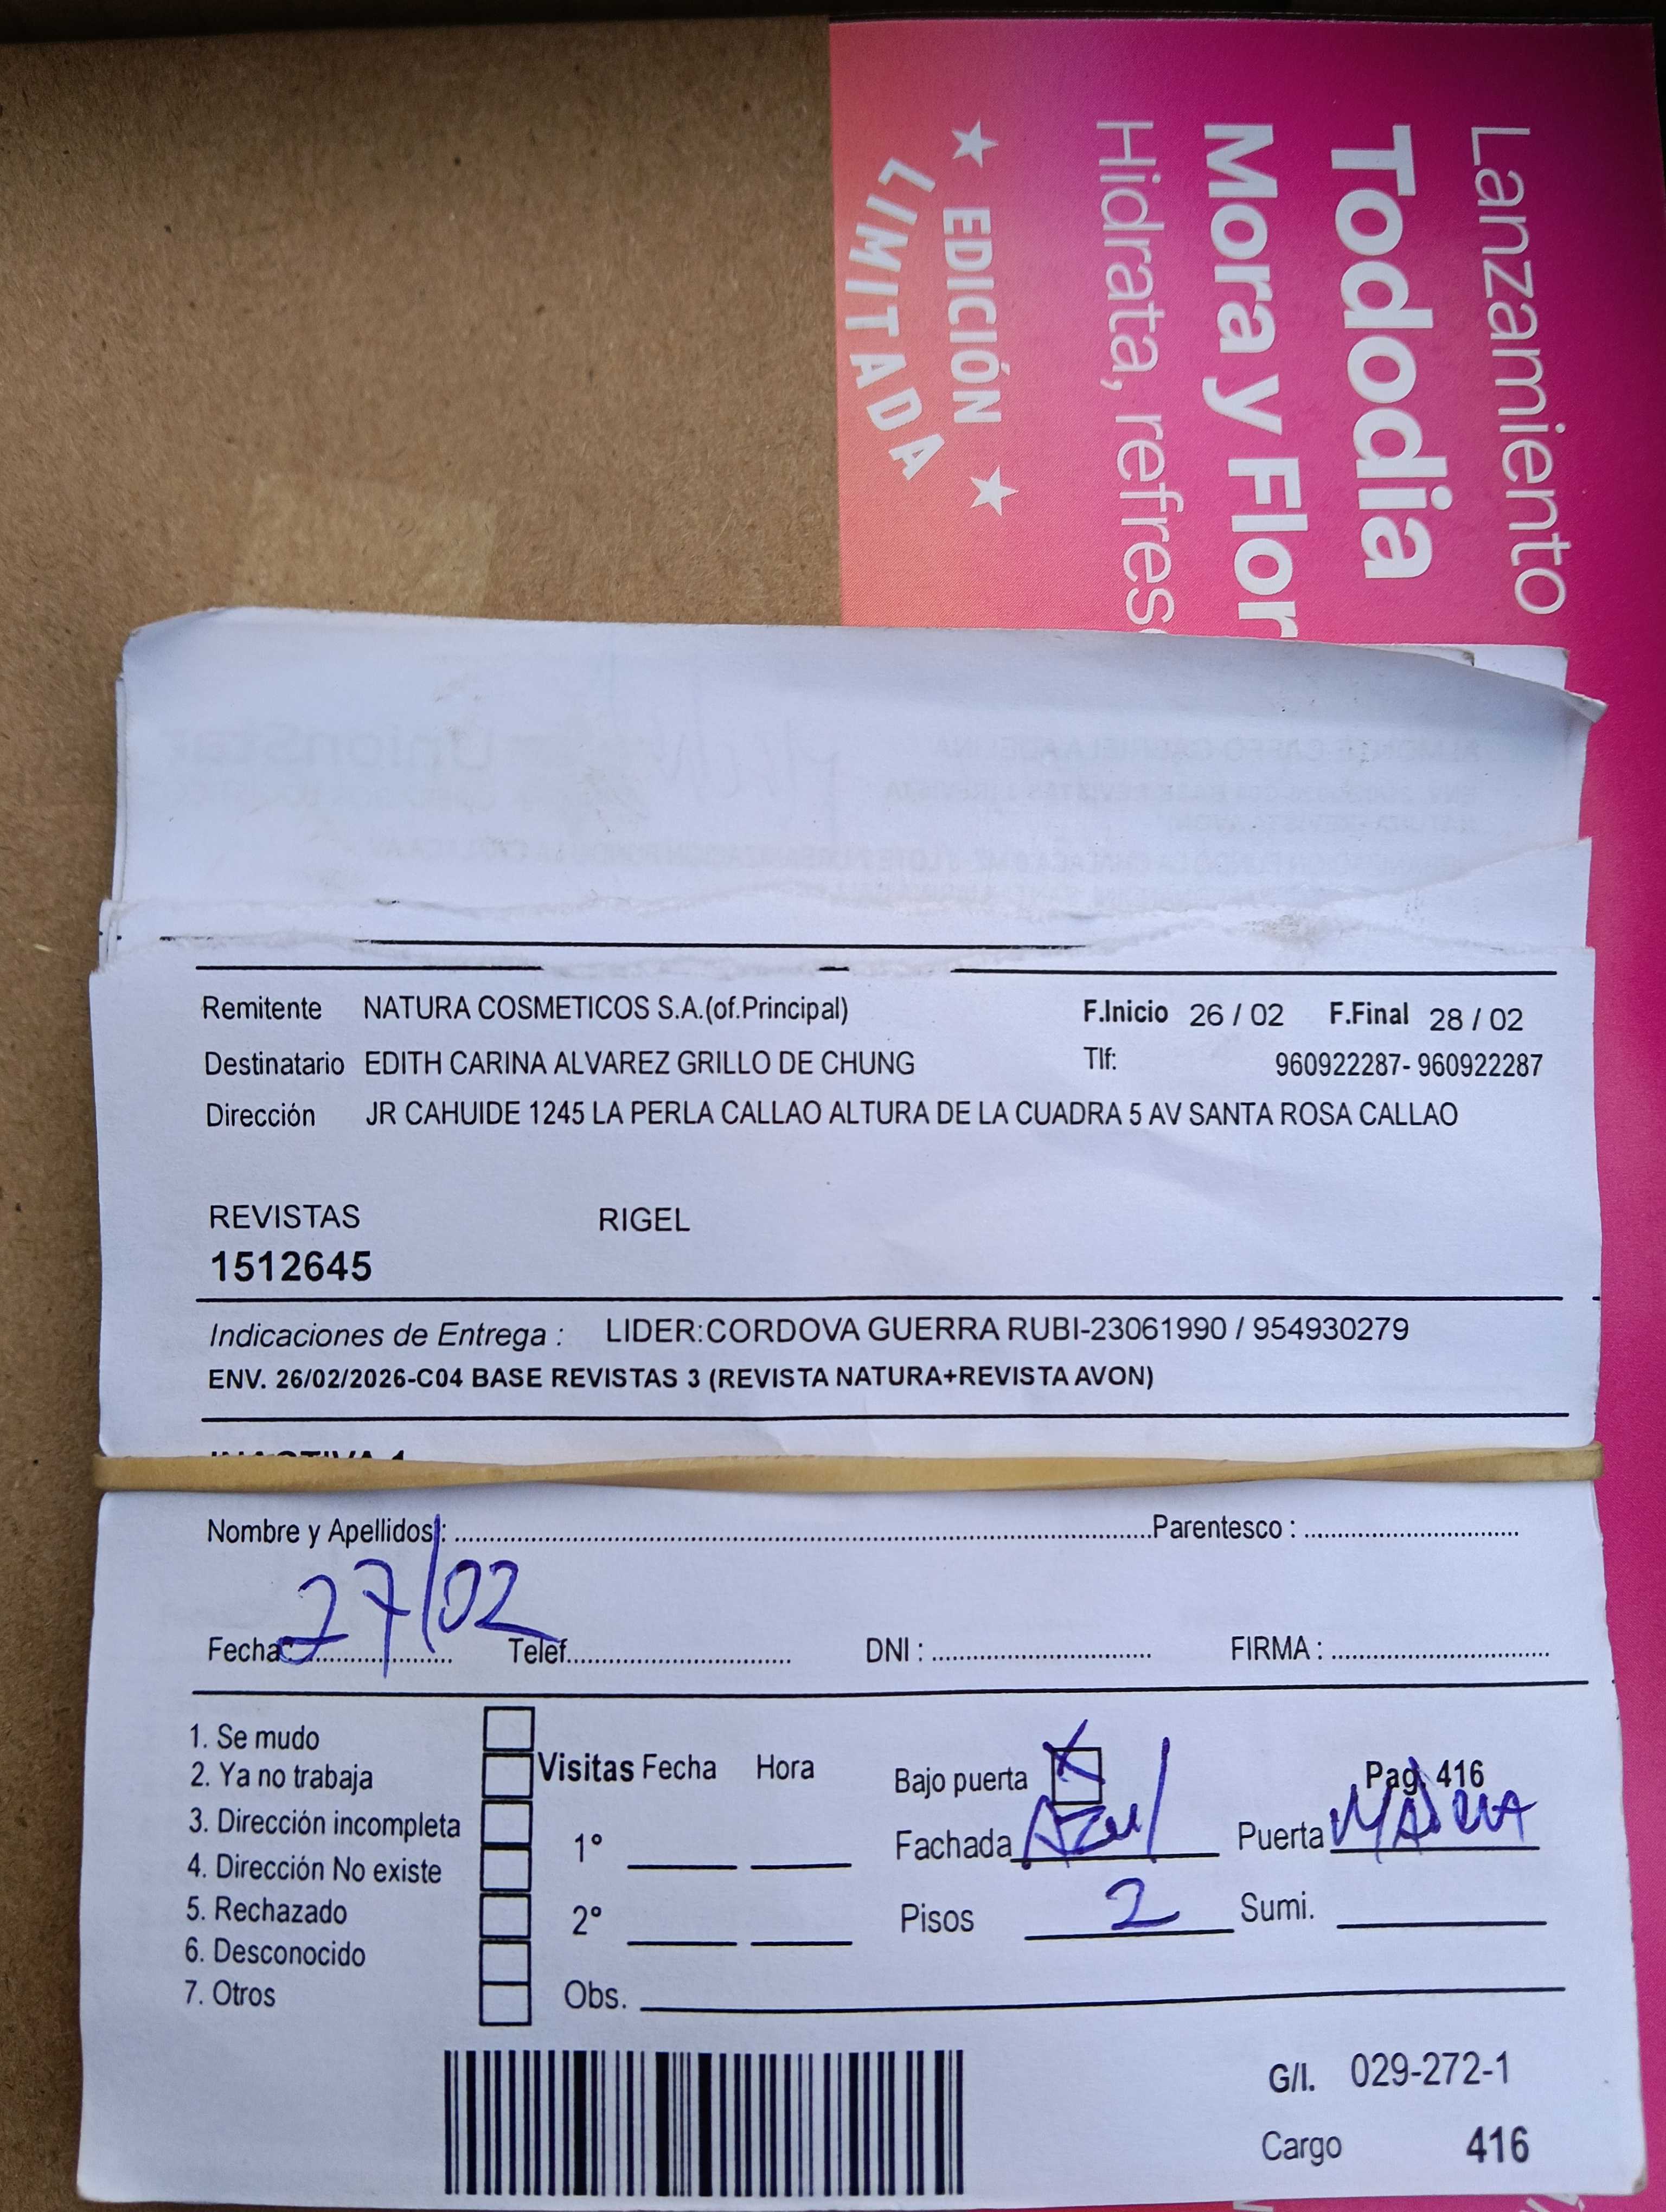 Lanzamiento
Tododia
Mora y Flor
Hidrata, refres
★ EDICIÓN ★
LIMITADA
Remitente NATURA COSMETICOS S.A.(of.Principal) F.Inicio 26 / 02 F.Final 28 / 02
Destinatario EDITH CARINA ALVAREZ GRILLO DE CHUNG Tlf: 960922287- 960922287
Dirección JR CAHUIDE 1245 LA PERLA CALLAO ALTURA DE LA CUADRA 5 AV SANTA ROSA CALLAO
REVISTAS RIGEL
1512645
Indicaciones de Entrega : LIDER:CORDOVA GUERRA RUBI-23061990 / 954930279
ENV. 26/02/2026-C04 BASE REVISTAS 3 (REVISTA NATURA+REVISTA AVON)
INACTIVA 1
Nombre y Apellidos : Parentesco :
Fecha 27/02 Telef. DNI : FIRMA :
1. Se mudo
2. Ya no trabaja
3. Dirección incompleta
4. Dirección No existe
5. Rechazado
6. Desconocido
7. Otros
Visitas Fecha Hora
1°
2°
Obs.
Bajo puerta X Pag. 416
Fachada Azul Puerta
Pisos 2 Sumi.
G/I. 029-272-1
Cargo 416